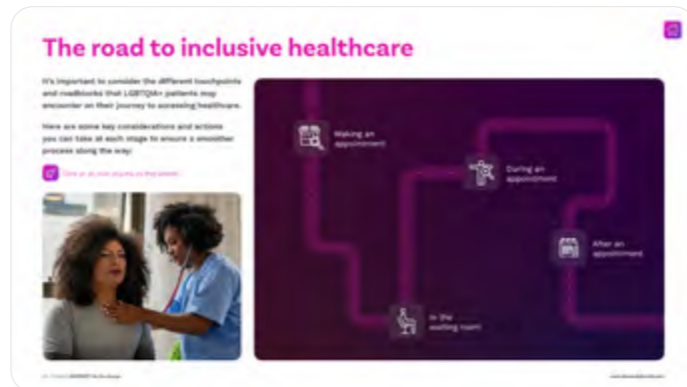 The road to inclusive healthcare
It's important to consider the different touchpoints
and roadblocks that LGBTQIA+ patients may
encounter on their journey to accessing healthcare.
Here are some key considerations and actions
you can take at each stage to ensure a smoother
process along the way:
Making an
appointment
During an
appointment
After an
appointment
In the
waiting room